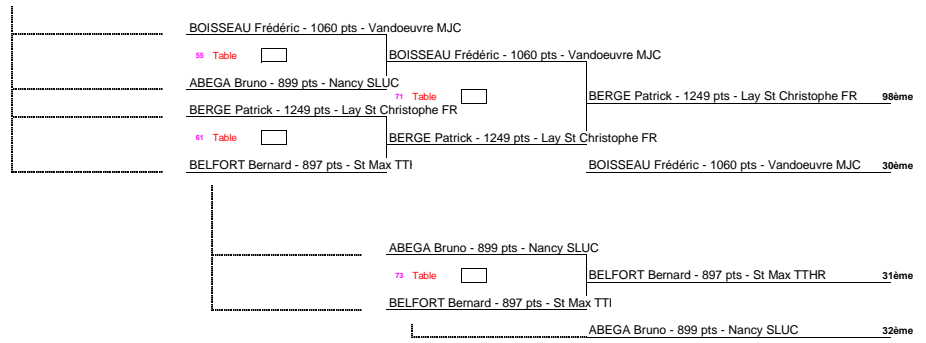 BOISSEAU Frédéric - 1060 pts - Vandoeuvre MJC
55 Table
BOISSEAU Frédéric - 1060 pts - Vandoeuvre MJC
ABEGA Bruno - 899 pts - Nancy SLUC
71 Table
BERGE Patrick - 1249 pts - Lay St Christophe FR 98ème
BERGE Patrick - 1249 pts - Lay St Christophe FR
61 Table
BERGE Patrick - 1249 pts - Lay St Christophe FR
BELFORT Bernard - 897 pts - St Max TTH
BOISSEAU Frédéric - 1060 pts - Vandoeuvre MJC 30ème
ABEGA Bruno - 899 pts - Nancy SLUC
73 Table
BELFORT Bernard - 897 pts - St Max TTHR 31ème
BELFORT Bernard - 897 pts - St Max TTI
ABEGA Bruno - 899 pts - Nancy SLUC 32ème